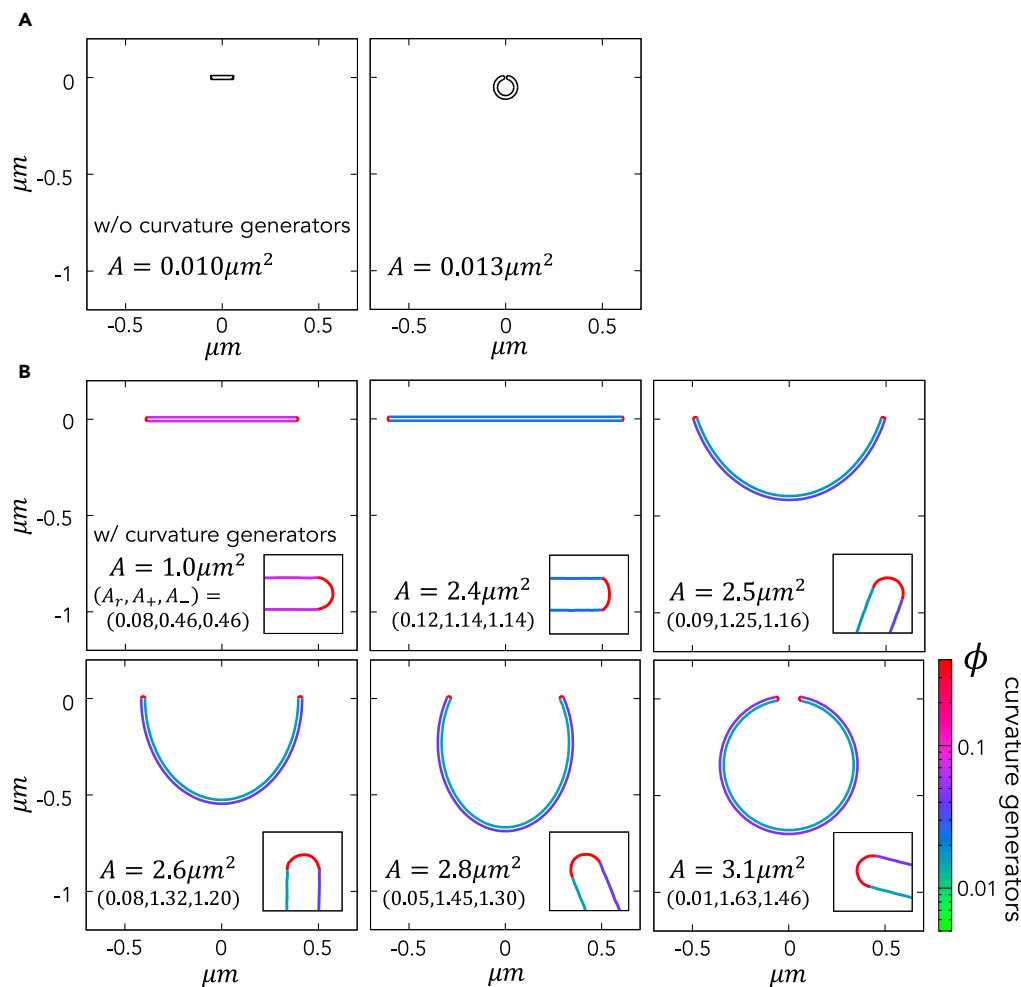 A
0
-0.5
-1
μm
w/o curvature generators
A = 0.010μm²
-0.5 0 0.5
μm
A = 0.013μm²
-0.5 0 0.5
μm
B
0
-0.5
-1
μm
w/ curvature generators
A = 1.0μm²
(Aᵣ, A₊, A₋) =
(0.08,0.46,0.46)
A = 2.4μm²
(0.12,1.14,1.14)
A = 2.5μm²
(0.09,1.25,1.16)
0
-0.5
-1
μm
A = 2.6μm²
(0.08,1.32,1.20)
-0.5 0 0.5
μm
A = 2.8μm²
(0.05,1.45,1.30)
-0.5 0 0.5
μm
A = 3.1μm²
(0.01,1.63,1.46)
-0.5 0 0.5
μm
ϕ
0.1
0.01
curvature generators